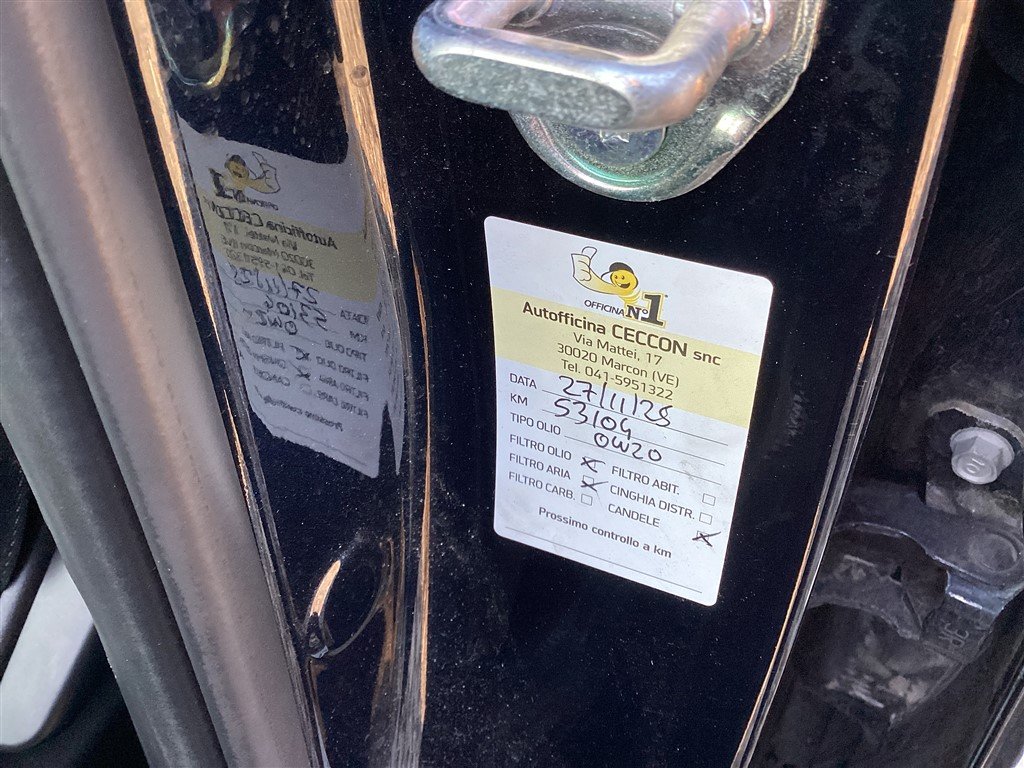 OFFICINA N°1
Autofficina CECCON snc
Via Mattei, 17
30020 Marcon (VE)
Tel. 041-5951322
DATA 27/11/25
KM 53104
TIPO OLIO 0W20
FILTRO OLIO FILTRO ABIT.
FILTRO ARIA CINGHIA DISTR.
FILTRO CARB. CANDELE
Prossimo controllo a km